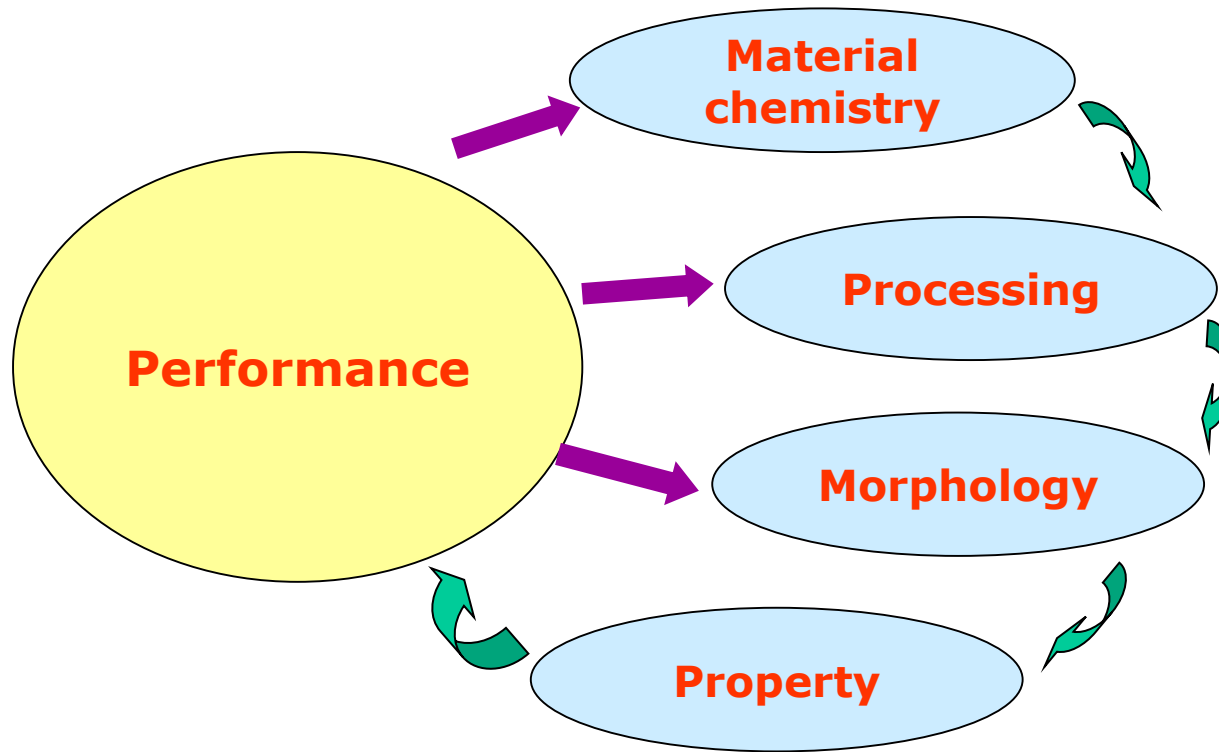 Material
chemistry
Processing
Performance
Morphology
Property